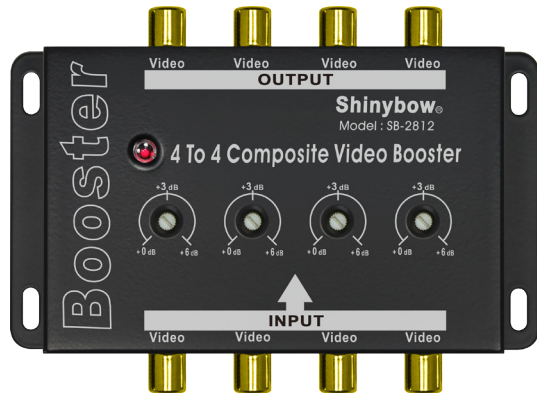 Video Video Video Video
OUTPUT
Shinybow®
Model : SB-2812
Booster
4 To 4 Composite Video Booster
+3 dB +3 dB +3 dB +3 dB
+0 dB +6 dB +0 dB +6 dB +0 dB +6 dB +0 dB +6 dB
INPUT
Video Video Video Video